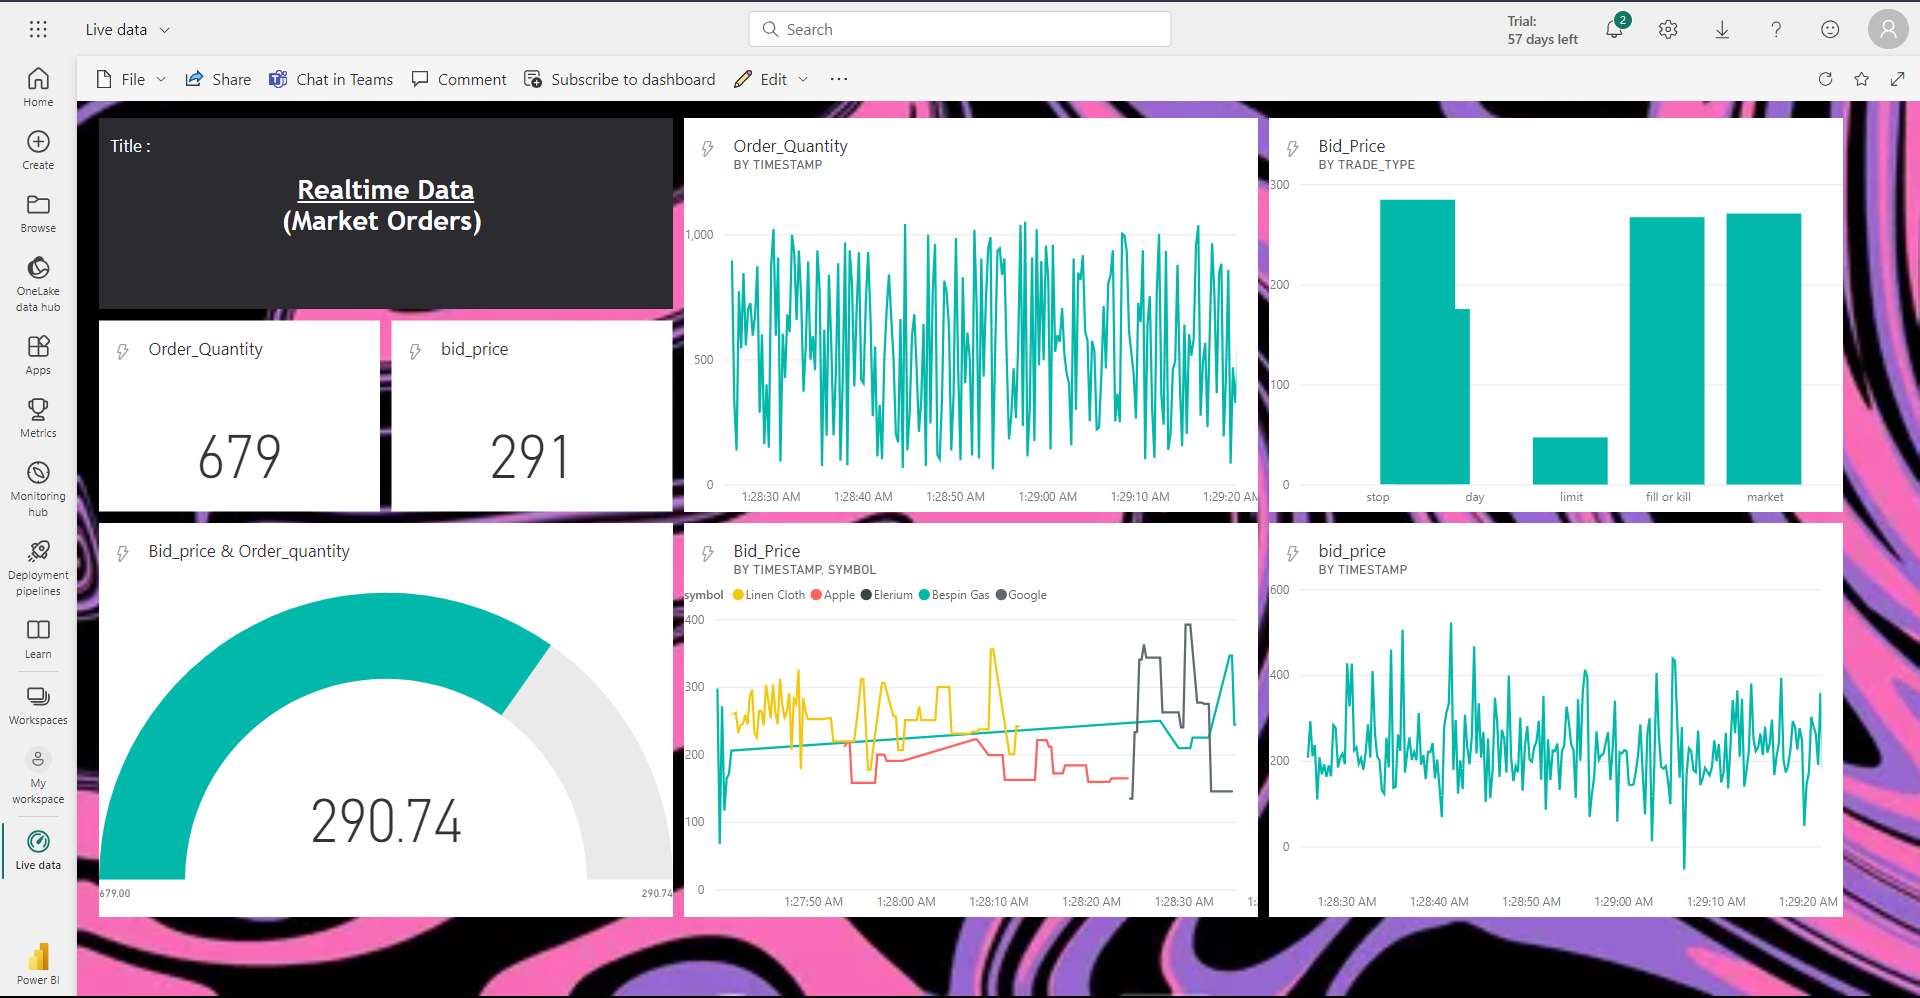 Live data
Search
Trial:
57 days left
2
File
Share
Chat in Teams
Comment
Subscribe to dashboard
Edit
Home
Create
Browse
OneLake
data hub
Apps
Metrics
Monitoring
hub
Deployment
pipelines
Learn
Workspaces
My
workspace
Live data
Power BI
Title :
Realtime Data
(Market Orders)
Order_Quantity
679
bid_price
291
Order_Quantity
BY TIMESTAMP
1,000
500
0
1:28:30 AM 1:28:40 AM 1:28:50 AM 1:29:00 AM 1:29:10 AM 1:29:20 AM
Bid_Price
BY TRADE_TYPE
300
200
100
0
stop day limit fill or kill market
Bid_price & Order_quantity
290.74
679.00
290.74
Bid_Price
BY TIMESTAMP, SYMBOL
symbol Linen Cloth Apple Elerium Bespin Gas Google
400
300
200
100
0
1:27:50 AM 1:28:00 AM 1:28:10 AM 1:28:20 AM 1:28:30 AM 1:
bid_price
BY TIMESTAMP
600
400
200
0
1:28:30 AM 1:28:40 AM 1:28:50 AM 1:29:00 AM 1:29:10 AM 1:29:20 AM